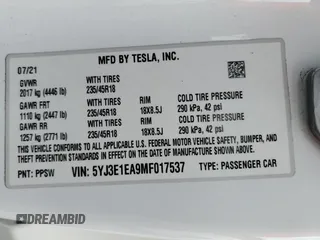 MFD BY TESLA, INC.
07/21
GVWR WITH TIRES
2017 kg (4446 lb) 235/45R18
GAWR FRT WITH TIRES RIM COLD TIRE PRESSURE
1110 kg (2447 lb) 235/45R18 18X8.5J 290 kPa, 42 psi
GAWR RR WITH TIRES RIM COLD TIRE PRESSURE
1257 kg (2771 lb) 235/45R18 18X8.5J 290 kPa, 42 psi
THIS VEHICLE CONFORMS TO ALL APPLICABLE U.S. FEDERAL MOTOR VEHICLE SAFETY, BUMPER, AND
THEFT PREVENTION STANDARDS IN EFFECT ON THE DATE OF MANUFACTURE SHOWN ABOVE.
PNT: PPSW VIN: 5YJ3E1EA9MF017537 TYPE: PASSENGER CAR
© DIAMOND BID